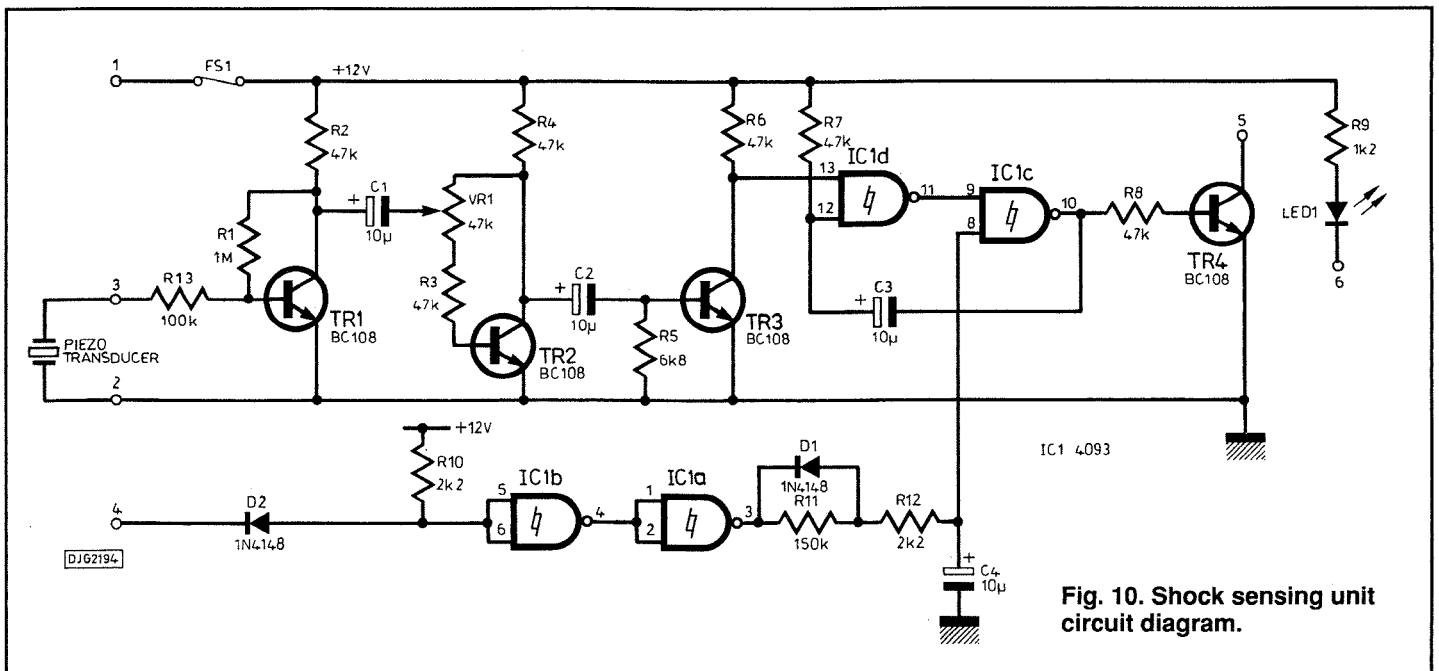 1
FS1
+12V
R2
47k
R4
47k
R6
47k
R7
47k
IC1d
IC1c
5
R9
1k2
C1
+
10μ
VR1
47k
13
12
11
9
8
10
R8
47k
LED1
6
R1
1M
R3
47k
C2
+
10μ
TR4
BC108
3
R13
100k
TR1
BC108
TR2
BC108
R5
6k8
TR3
BC108
C3
+
10μ
PIEZO
TRANSDUCER
2
+12V
R10
2k2
IC1b
IC1a
D1
1N4148
R11
150k
R12
2k2
IC1 4093
4
D2
1N4148
5
6
4
1
2
3
+
C4
10μ
DJG2194
Fig. 10. Shock sensing unit
circuit diagram.